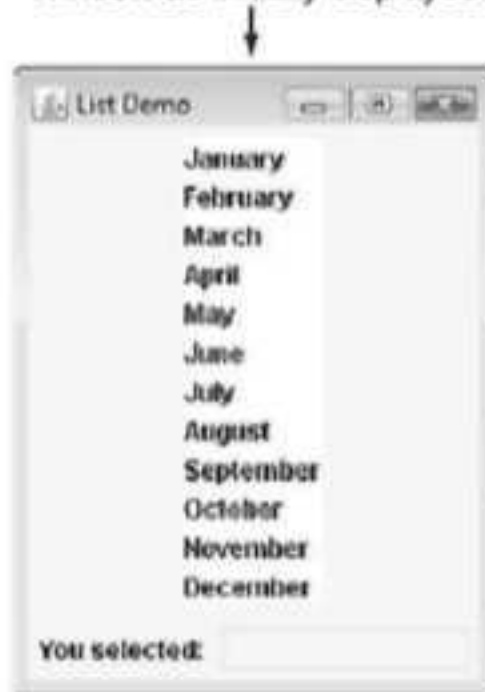 List Demo
January
February
March
April
May
June
July
August
September
October
November
December
You selected: